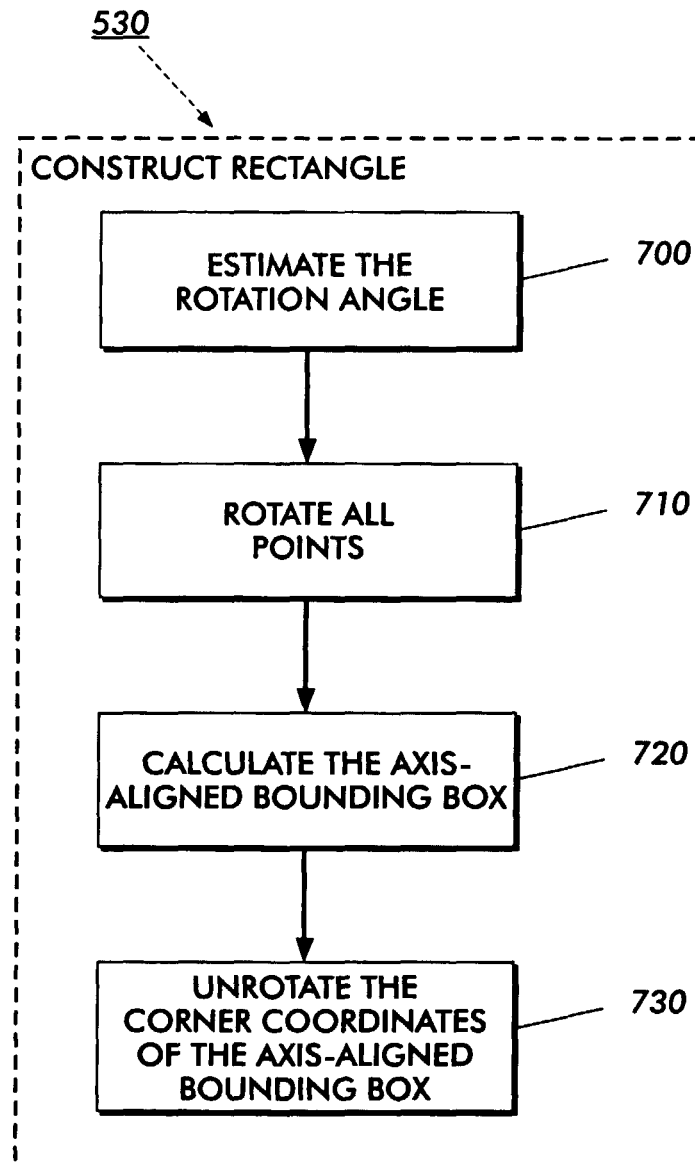 530
CONSTRUCT RECTANGLE
ESTIMATE THE
ROTATION ANGLE
700
ROTATE ALL
POINTS
710
CALCULATE THE AXIS-
ALIGNED BOUNDING BOX
720
UNROTATE THE
CORNER COORDINATES
OF THE AXIS-ALIGNED
BOUNDING BOX
730